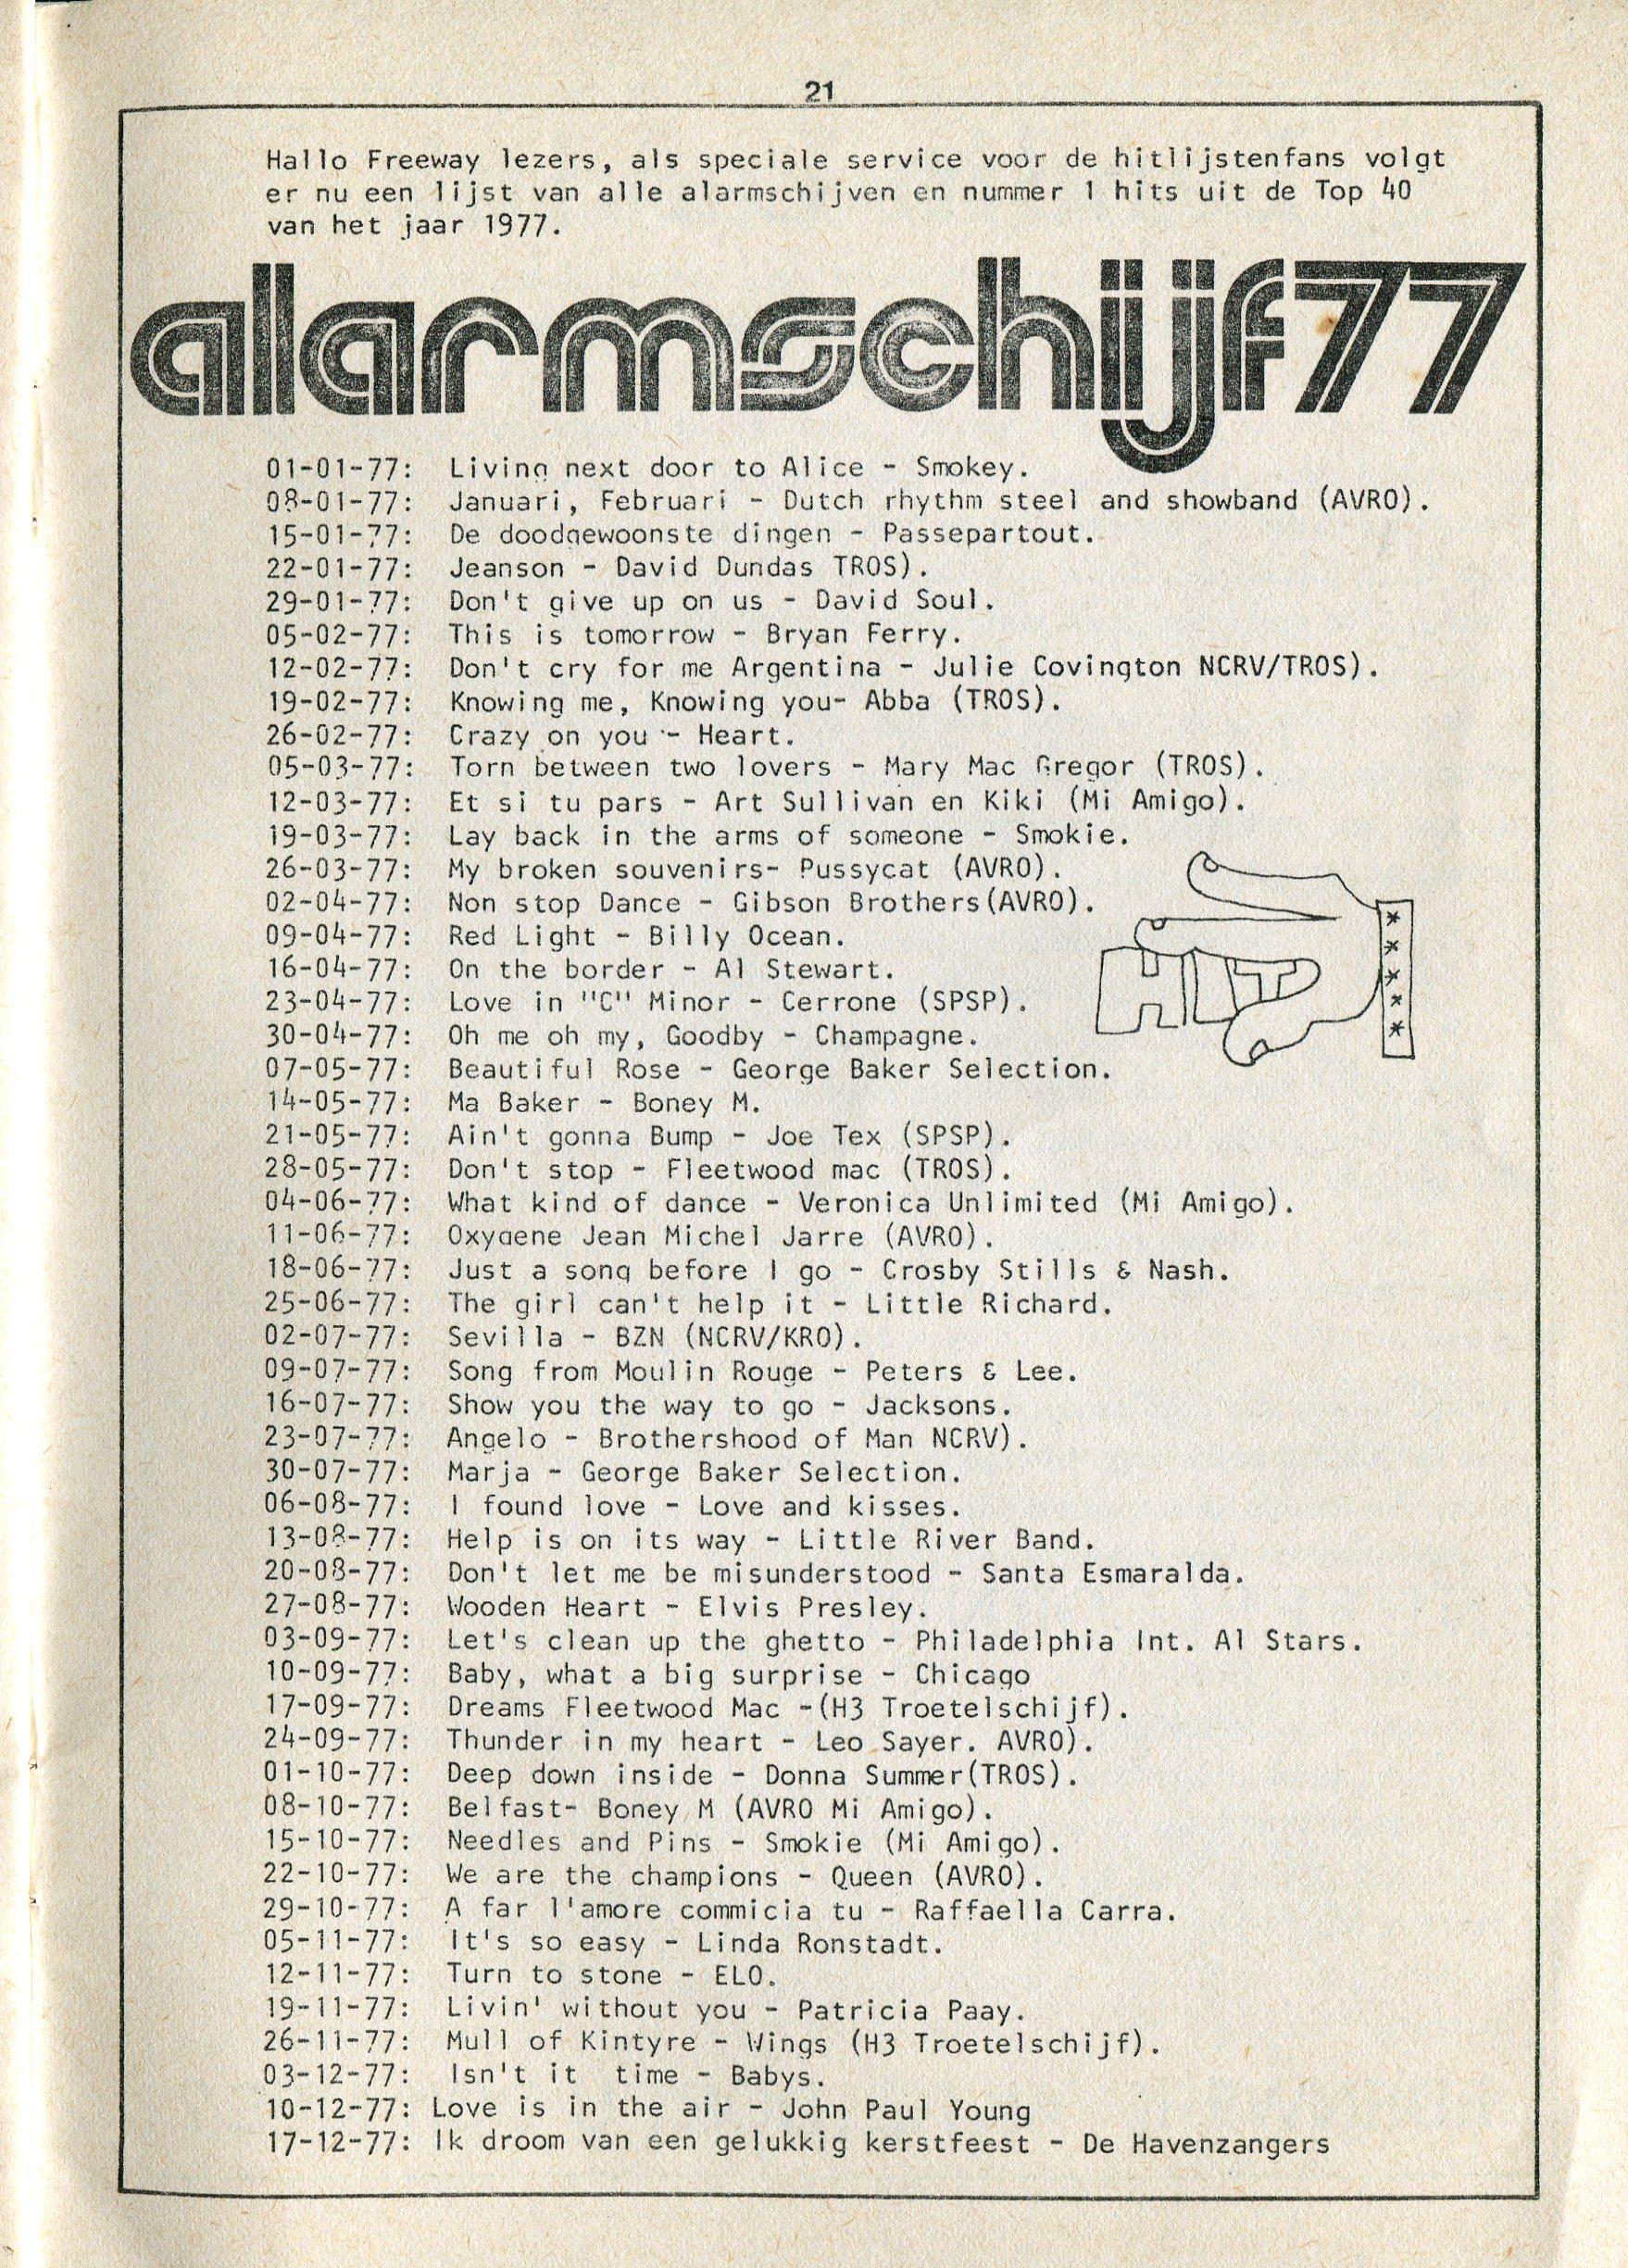 21
Hallo Freeway lezers, als speciale service voor de hitlijstenfans volgt
er nu een lijst van alle alarmschijven en nummer 1 hits uit de Top 40
van het jaar 1977.
alarmschijf77
01-01-77: Living next door to Alice - Smokey.
08-01-77: Januari, Februari - Dutch rhythm steel and showband (AVRO).
15-01-77: De doodgewoonste dingen - Passepartout.
22-01-77: Jeanson - David Dundas TROS).
29-01-77: Don't give up on us - David Soul.
05-02-77: This is tomorrow - Bryan Ferry.
12-02-77: Don't cry for me Argentina - Julie Covington NCRV/TROS).
19-02-77: Knowing me, Knowing you- Abba (TROS).
26-02-77: Crazy on you - Heart.
05-03-77: Torn between two lovers - Mary Mac Gregor (TROS).
12-03-77: Et si tu pars - Art Sullivan en Kiki (Mi Amigo).
19-03-77: Lay back in the arms of someone - Smokie.
26-03-77: My broken souvenirs- Pussycat (AVRO).
02-04-77: Non stop Dance - Gibson Brothers(AVRO).
09-04-77: Red Light - Billy Ocean.
16-04-77: On the border - Al Stewart.
23-04-77: Love in "C" Minor - Cerrone (SPSP).
30-04-77: Oh me oh my, Goodby - Champagne.
07-05-77: Beautiful Rose - George Baker Selection.
14-05-77: Ma Baker - Boney M.
21-05-77: Ain't gonna Bump - Joe Tex (SPSP).
28-05-77: Don't stop - Fleetwood mac (TROS).
04-06-77: What kind of dance - Veronica Unlimited (Mi Amigo).
11-06-77: Oxygene Jean Michel Jarre (AVRO).
18-06-77: Just a song before I go - Crosby Stills & Nash.
25-06-77: The girl can't help it - Little Richard.
02-07-77: Sevilla - BZN (NCRV/KRO).
09-07-77: Song from Moulin Rouge - Peters & Lee.
16-07-77: Show you the way to go - Jacksons.
23-07-77: Angelo - Brothershood of Man NCRV).
30-07-77: Marja - George Baker Selection.
06-08-77: I found love - Love and kisses.
13-08-77: Help is on its way - Little River Band.
20-08-77: Don't let me be misunderstood - Santa Esmaralda.
27-08-77: Wooden Heart - Elvis Presley.
03-09-77: Let's clean up the ghetto - Philadelphia Int. Al Stars.
10-09-77: Baby, what a big surprise - Chicago
17-09-77: Dreams Fleetwood Mac -(H3 Troetelschijf).
24-09-77: Thunder in my heart - Leo Sayer. AVRO).
01-10-77: Deep down inside - Donna Summer(TROS).
08-10-77: Belfast- Boney M (AVRO Mi Amigo).
15-10-77: Needles and Pins - Smokie (Mi Amigo).
22-10-77: We are the champions - Queen (AVRO).
29-10-77: A far l'amore commicia tu - Raffaella Carra.
05-11-77: It's so easy - Linda Ronstadt.
12-11-77: Turn to stone - ELO.
19-11-77: Livin' without you - Patricia Paay.
26-11-77: Mull of Kintyre - Wings (H3 Troetelschijf).
03-12-77: Isn't it time - Babys.
10-12-77: Love is in the air - John Paul Young
17-12-77: Ik droom van een gelukkig kerstfeest - De Havenzangers